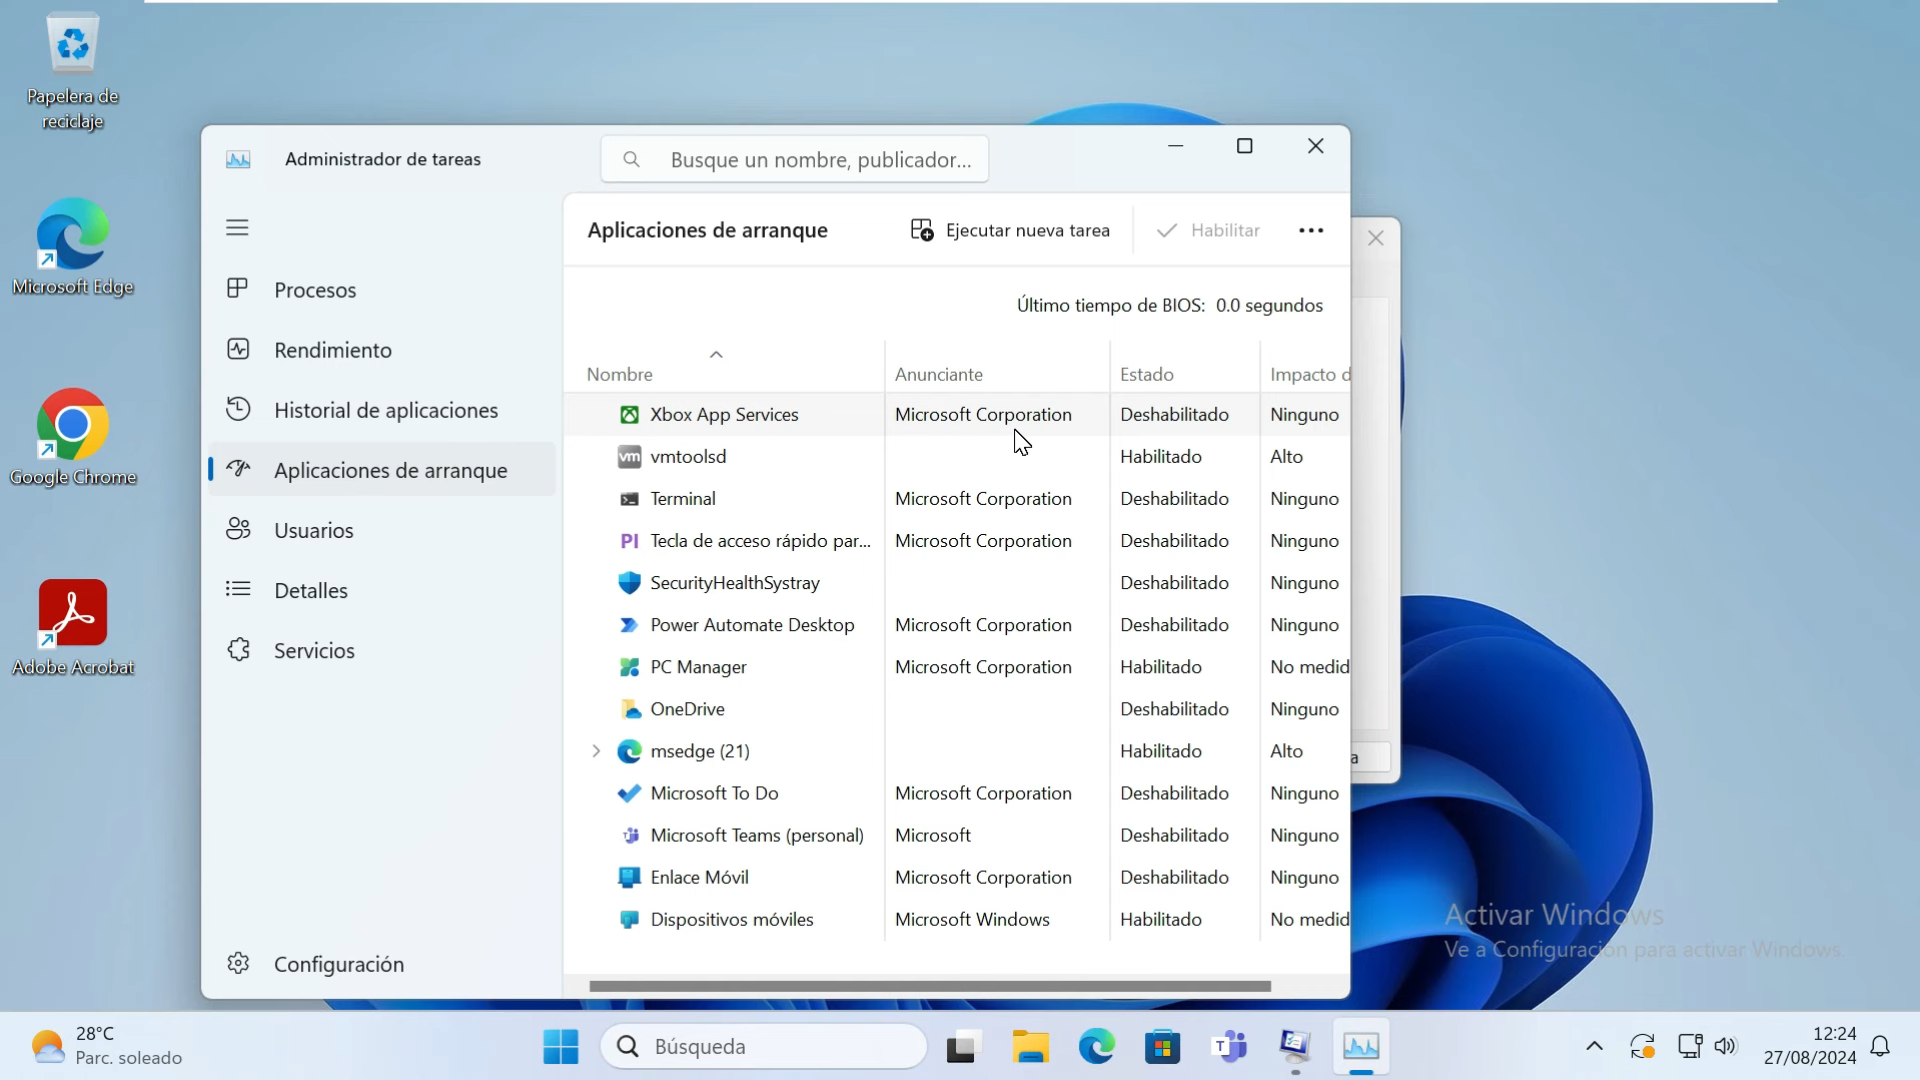 Papelera de
reciclaje
Microsoft Edge
Google Chrome
Adobe Acrobat
Administrador de tareas
Busque un nombre, publicador...
Procesos
Rendimiento
Historial de aplicaciones
Aplicaciones de arranque
Usuarios
Detalles
Servicios
Configuración
Aplicaciones de arranque
Ejecutar nueva tarea
Habilitar
Último tiempo de BIOS: 0.0 segundos
Nombre Anunciante Estado Impacto d
Xbox App Services Microsoft Corporation Deshabilitado Ninguno
vm vmtoolsd Habilitado Alto
Terminal Microsoft Corporation Deshabilitado Ninguno
PI Tecla de acceso rápido par... Microsoft Corporation Deshabilitado Ninguno
SecurityHealthSystray Deshabilitado Ninguno
Power Automate Desktop Microsoft Corporation Deshabilitado Ninguno
PC Manager Microsoft Corporation Habilitado No medid
OneDrive Deshabilitado Ninguno
msedge (21) Habilitado Alto
Microsoft To Do Microsoft Corporation Deshabilitado Ninguno
Microsoft Teams (personal) Microsoft Deshabilitado Ninguno
Enlace Móvil Microsoft Corporation Deshabilitado Ninguno
Dispositivos móviles Microsoft Windows Habilitado No medid
a
Activar Windows
Ve a Configuración para activar Windows.
28°C
Parc. soleado
Búsqueda
12:24
27/08/2024